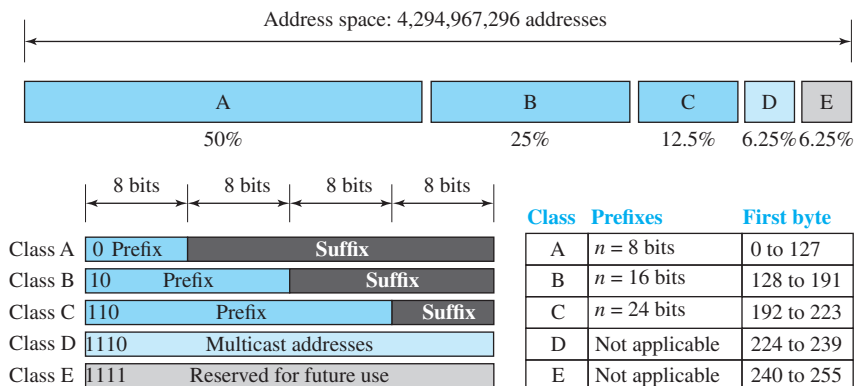 Address space: 4,294,967,296 addresses
A B C D E
50% 25% 12.5% 6.25% 6.25%
8 bits 8 bits 8 bits 8 bits
Class A 0 Prefix Suffix
Class B 10 Prefix Suffix
Class C 110 Prefix Suffix
Class D 1110 Multicast addresses
Class E 1111 Reserved for future use
Class Prefixes First byte
A n = 8 bits 0 to 127
B n = 16 bits 128 to 191
C n = 24 bits 192 to 223
D Not applicable 224 to 239
E Not applicable 240 to 255